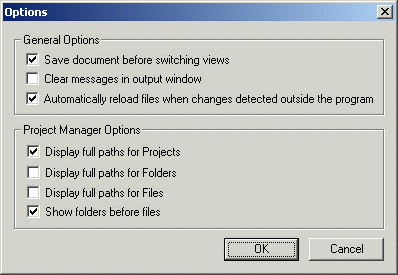 Options
General Options
Save document before switching views
Clear messages in output window
Automatically reload files when changes detected outside the program
Project Manager Options
Display full paths for Projects
Display full paths for Folders
Display full paths for Files
Show folders before files
OK
Cancel